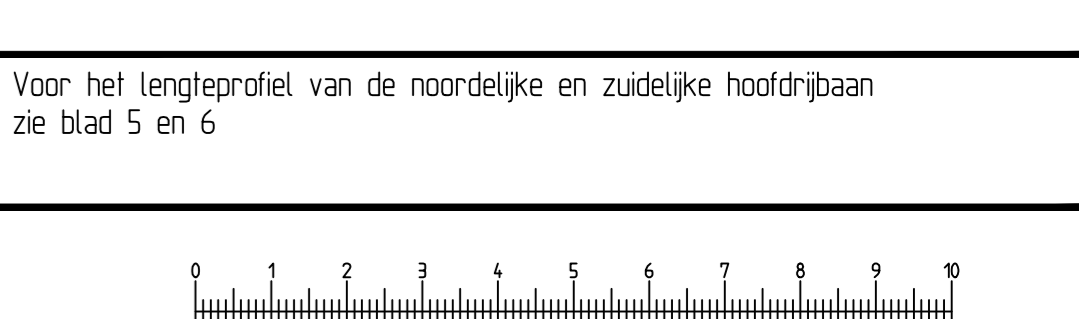 Voor het lengteprofiel van de noordelijke en zuidelijke hoofdrijbaan
zie blad 5 en 6
0 1 2 3 4 5 6 7 8 9 10